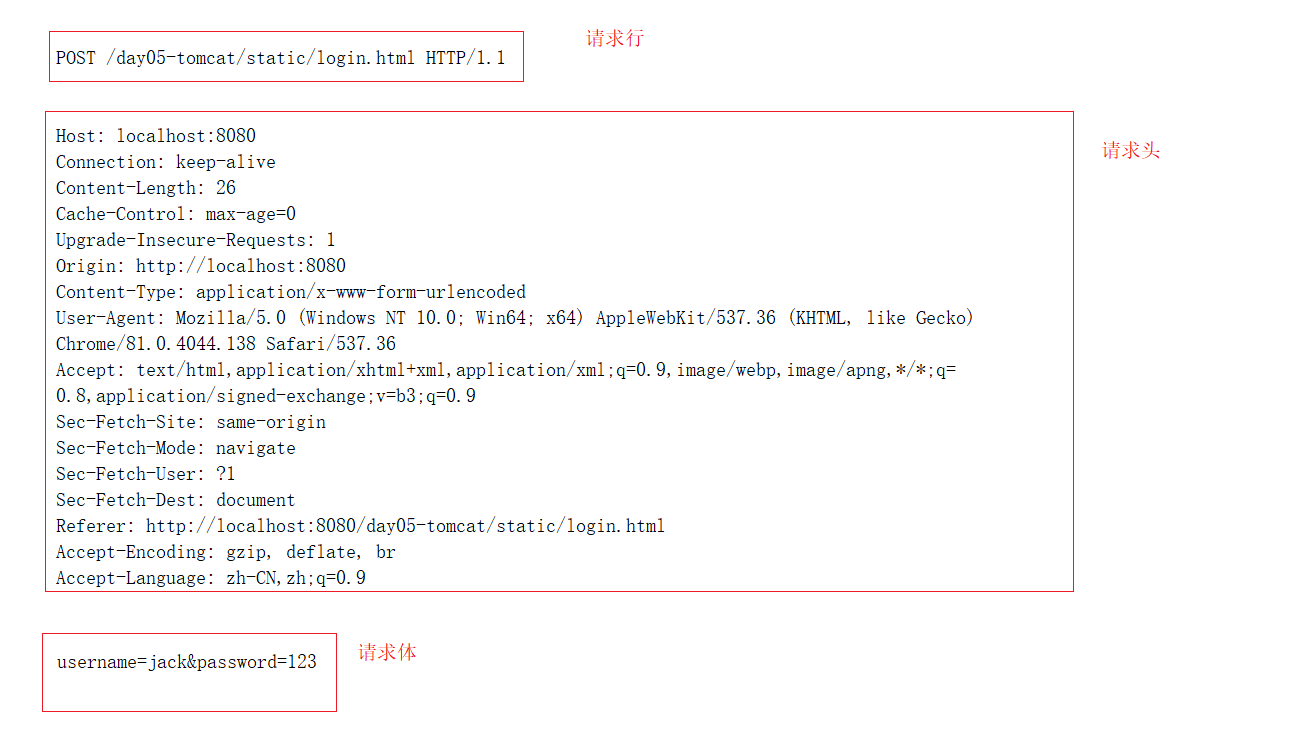 POST /day05-tomcat/static/login.html HTTP/1.1
请求行
Host: localhost:8080
Connection: keep-alive
Content-Length: 26
Cache-Control: max-age=0
Upgrade-Insecure-Requests: 1
Origin: http://localhost:8080
Content-Type: application/x-www-form-urlencoded
User-Agent: Mozilla/5.0 (Windows NT 10.0; Win64; x64) AppleWebKit/537.36 (KHTML, like Gecko)
Chrome/81.0.4044.138 Safari/537.36
Accept: text/html,application/xhtml+xml,application/xml;q=0.9,image/webp,image/apng,*/*;q=
0.8,application/signed-exchange;v=b3;q=0.9
Sec-Fetch-Site: same-origin
Sec-Fetch-Mode: navigate
Sec-Fetch-User: ?1
Sec-Fetch-Dest: document
Referer: http://localhost:8080/day05-tomcat/static/login.html
Accept-Encoding: gzip, deflate, br
Accept-Language: zh-CN,zh;q=0.9
请求头
username=jack&password=123
请求体